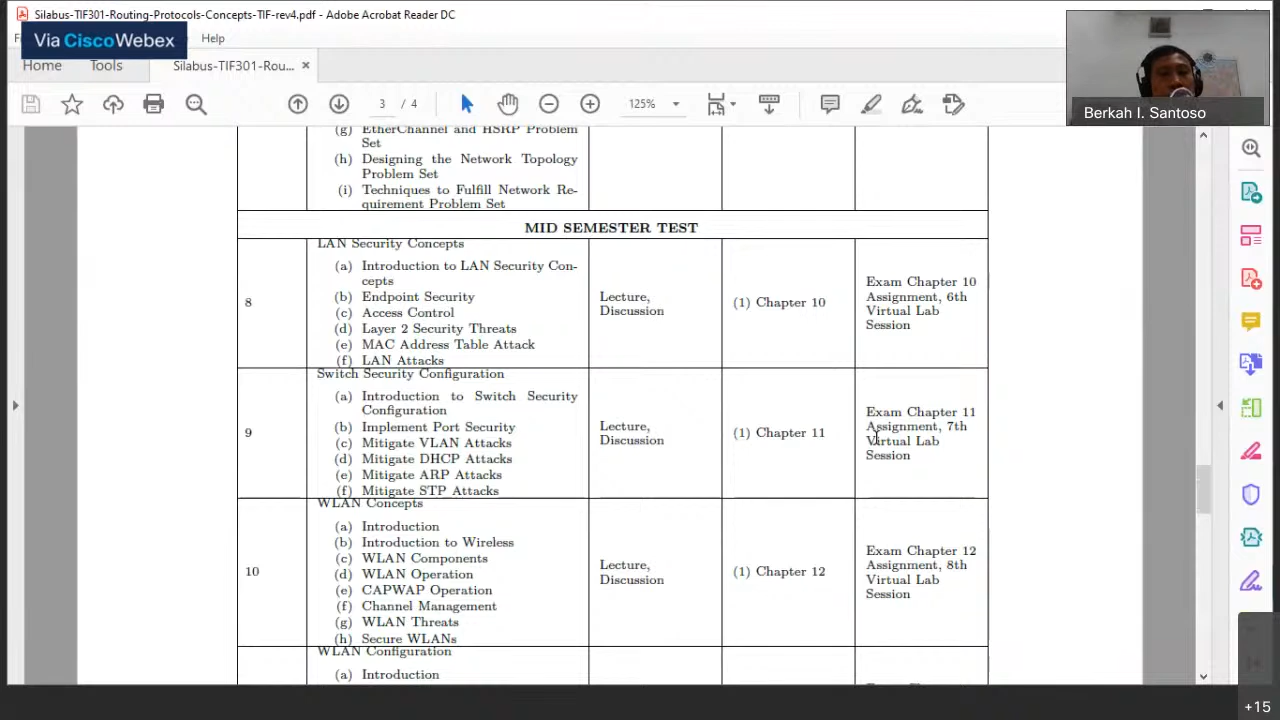 Silabus-TIF301-Routing-Protocols-Concepts-TIF-rev4.pdf - Adobe Acrobat Reader DC
Via CiscoWebex
Help
Home
Tools
Silabus-TIF301-Rou...
3 / 4
125%
Berkah I. Santoso
(g) EtherChannel and HSRP Problem
Set
(h) Designing the Network Topology
Problem Set
(i) Techniques to Fulfill Network Re-
quirement Problem Set
MID SEMESTER TEST
8
LAN Security Concepts
(a) Introduction to LAN Security Con-
cepts
(b) Endpoint Security
(c) Access Control
(d) Layer 2 Security Threats
(e) MAC Address Table Attack
(f) LAN Attacks
Lecture,
Discussion
(1) Chapter 10
Exam Chapter 10
Assignment, 6th
Virtual Lab
Session
9
Switch Security Configuration
(a) Introduction to Switch Security
Configuration
(b) Implement Port Security
(c) Mitigate VLAN Attacks
(d) Mitigate DHCP Attacks
(e) Mitigate ARP Attacks
(f) Mitigate STP Attacks
Lecture,
Discussion
(1) Chapter 11
Exam Chapter 11
Assignment, 7th
Virtual Lab
Session
10
WLAN Concepts
(a) Introduction
(b) Introduction to Wireless
(c) WLAN Components
(d) WLAN Operation
(e) CAPWAP Operation
(f) Channel Management
(g) WLAN Threats
(h) Secure WLANs
Lecture,
Discussion
(1) Chapter 12
Exam Chapter 12
Assignment, 8th
Virtual Lab
Session
WLAN Configuration
(a) Introduction
+15